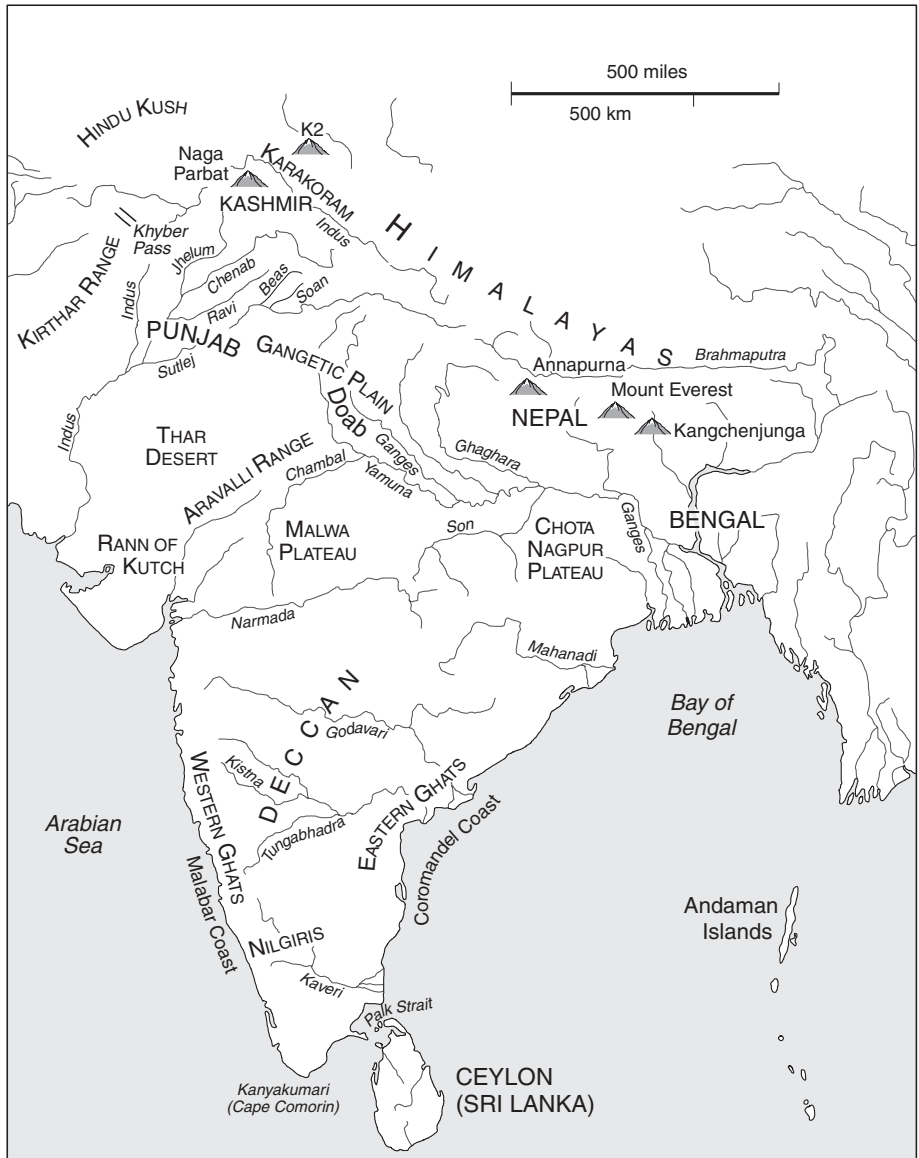 500 miles
500 km
HINDU KUSH
K2
Naga
Parbat
KARAKORAM
KASHMIR
Indus
HIMALAYAS
Khyber
Pass
KIRTHAR RANGE
Jhelum
Chenab
Indus
Ravi
Beas
Soan
PUNJAB
Sutlej
GANGETIC PLAIN
Brahmaputra
Annapurna
Mount Everest
NEPAL
Kangchenjunga
Doab
Ganges
Indus
THAR
DESERT
ARAVALLI RANGE
Chambal
Yamuna
Ghaghara
Ganges
BENGAL
RANN OF
KUTCH
MALWA
PLATEAU
Son
CHOTA
NAGPUR
PLATEAU
Narmada
Mahanadi
Bay of
Bengal
DECCAN
Godavari
Kistna
WESTERN GHATS
EASTERN GHATS
Tungabhadra
Coromandel Coast
Arabian
Sea
Malabar Coast
NILGIRIS
Andaman
Islands
Kaveri
Palk Strait
Kanyakumari
(Cape Comorin)
CEYLON
(SRI LANKA)